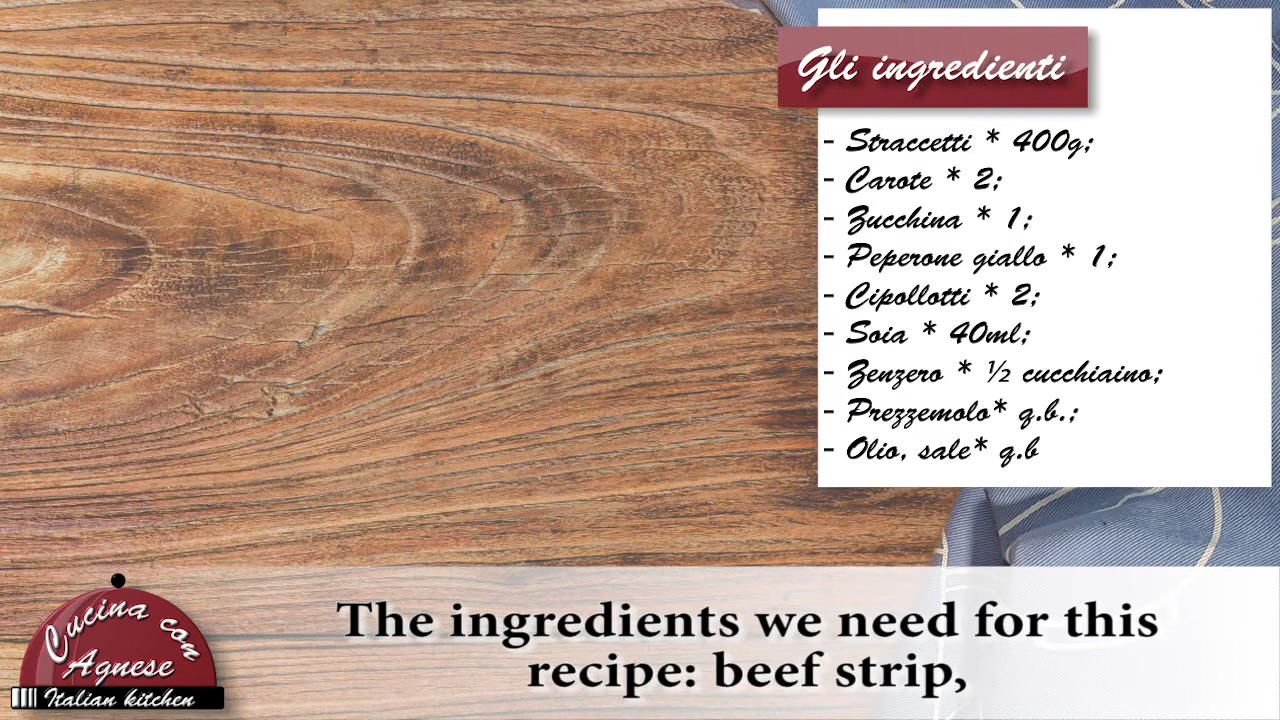 Gli ingredienti
- Straccetti * 400g;
- Carote * 2;
- Zucchina * 1;
- Peperone giallo * 1;
- Cipollotti * 2;
- Soia * 40ml;
- Zenzero * ½ cucchiaino;
- Prezzemolo* q.b.;
- Olio, sale* q.b
Cucina con
Agnese
Italian kitchen
The ingredients we need for this
recipe: beef strip,